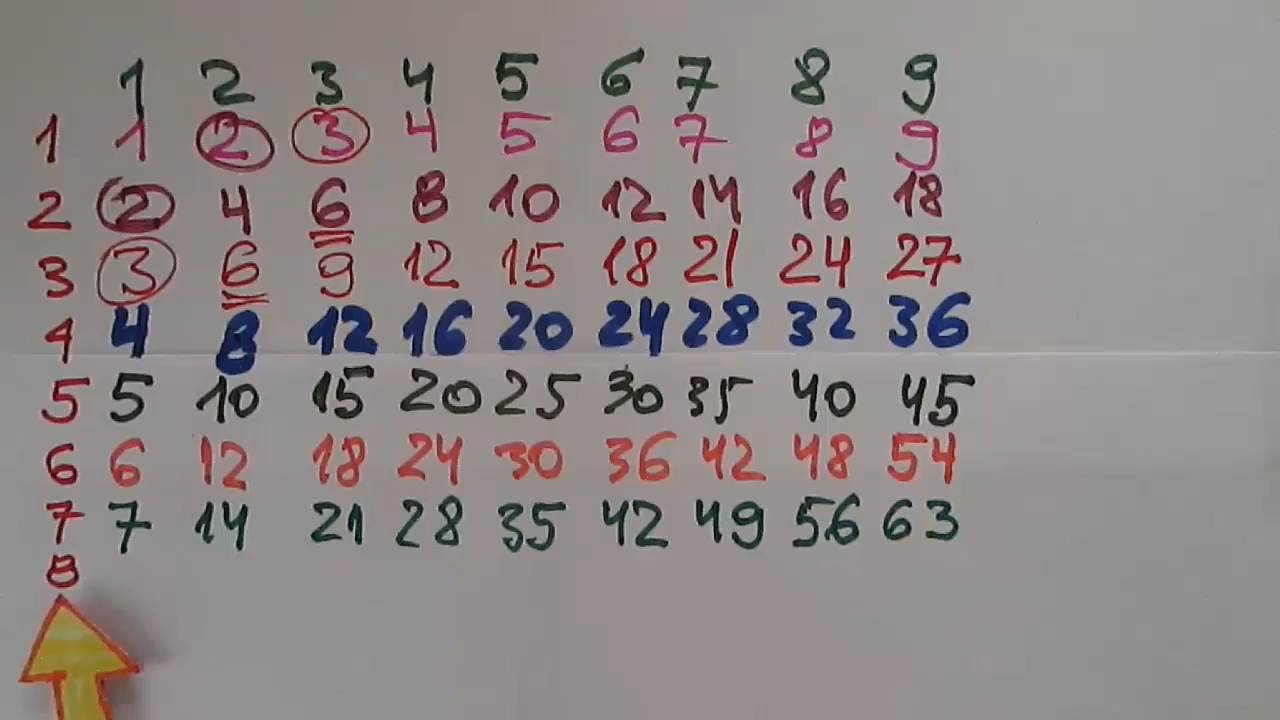 1 2 3 4 5 6 7 8 9
1 1 2 3 4 5 6 7 8 9
2 2 4 6 8 10 12 14 16 18
3 3 6 9 12 15 18 21 24 27
4 4 8 12 16 20 24 28 32 36
5 5 10 15 20 25 30 35 40 45
6 6 12 18 24 30 36 42 48 54
7 7 14 21 28 35 42 49 56 63
8